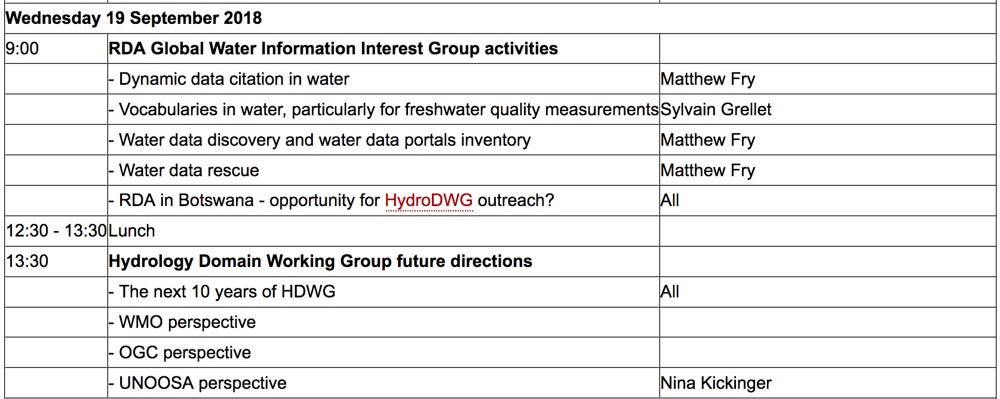 Wednesday 19 September 2018
9:00 RDA Global Water Information Interest Group activities
- Dynamic data citation in water Matthew Fry
- Vocabularies in water, particularly for freshwater quality measurements Sylvain Grellet
- Water data discovery and water data portals inventory Matthew Fry
- Water data rescue Matthew Fry
- RDA in Botswana - opportunity for HydroDWG outreach? All
12:30 - 13:30 Lunch
13:30 Hydrology Domain Working Group future directions
- The next 10 years of HDWG All
- WMO perspective
- OGC perspective
- UNOOSA perspective Nina Kickinger